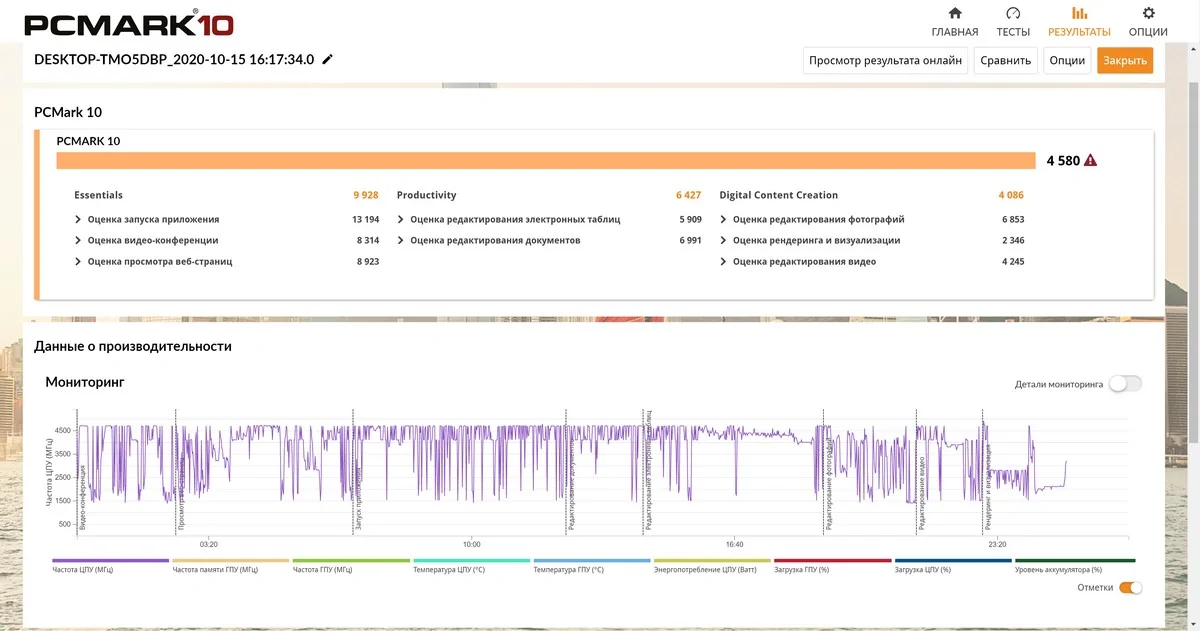 PCMARK®10
ГЛАВНАЯ ТЕСТЫ РЕЗУЛЬТАТЫ ОПЦИИ
DESKTOP-TMO5DBP_2020-10-15 16:17:34.0
Просмотр результата онлайн Сравнить Опции Закрыть
PCMark 10
PCMARK 10
4 580
Essentials 9 928 Productivity 6 427 Digital Content Creation 4 086
Оценка запуска приложения 13 194 Оценка редактирования электронных таблиц 5 909 Оценка редактирования фотографий 6 853
Оценка видео-конференции 8 314 Оценка редактирования документов 6 991 Оценка рендеринга и визуализации 2 346
Оценка просмотра веб-страниц 8 923 Оценка редактирования видео 4 245
Данные о производительности
Мониторинг
Детали мониторинга
Частота ЦПУ (МГц)
4500
3500
2500
1500
500
Видео-конференция
Просмотр
Запуск приложения
Редактирование документов
Редактирование электронных таблиц
Редактирование фотографий
Редактирование видео
Рендеринг и визуализация
03:20 10:00 16:40 23:20
Частота ЦПУ (МГц) Частота памяти ГПУ (МГц) Частота ГПУ (МГц) Температура ЦПУ (°C) Температура ГПУ (°C) Энергопотребление ЦПУ (Ватт) Загрузка ГПУ (%) Загрузка ЦПУ (%) Уровень аккумулятора (%)
Отметки